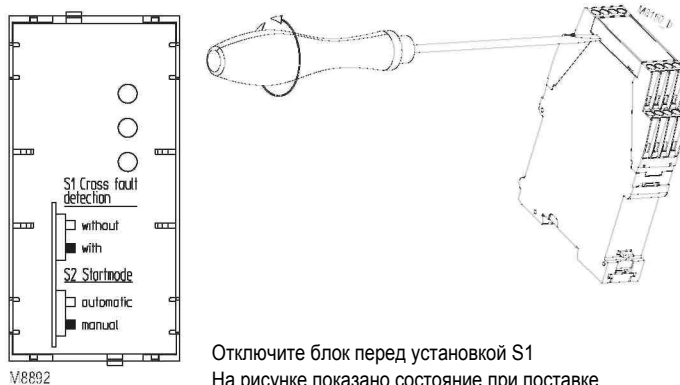 S1 Cross fault
detection
without
with
S2 Startmode
automatic
manual
M8892
Отключите блок перед установкой S1
На рисунке показано состояние при поставке